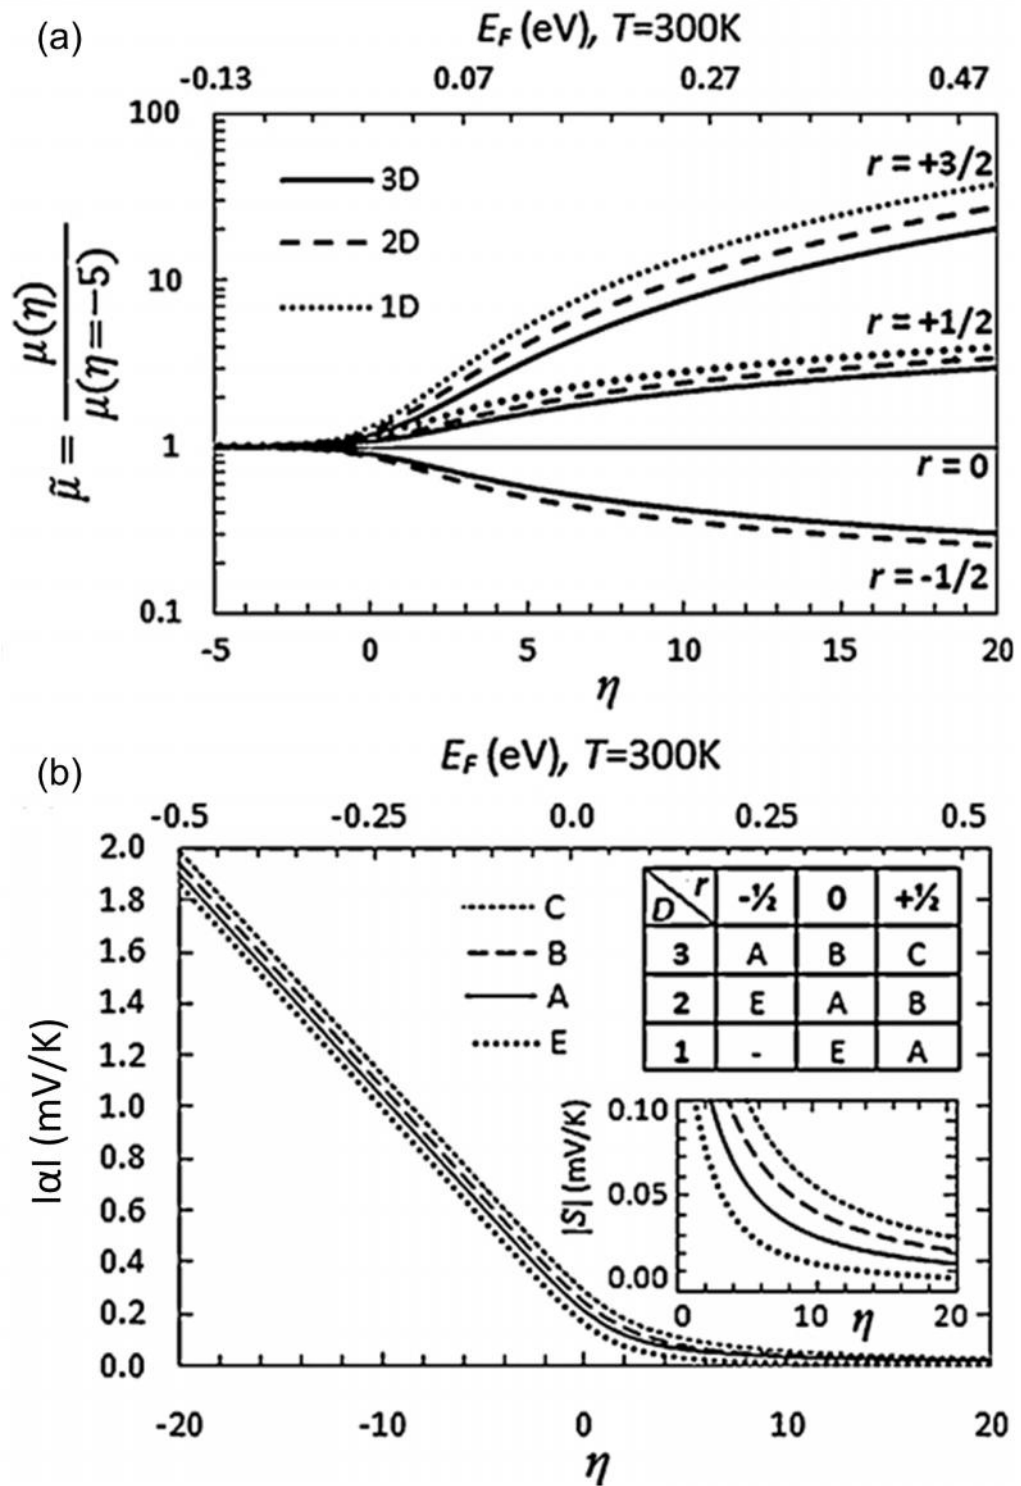 (a)
E_F (eV), T=300K
-0.13 0.07 0.27 0.47
100
10
1
0.1
μ̃ = μ(η) / μ(η=−5)
3D
2D
1D
r = +3/2
r = +1/2
r = 0
r = -1/2
-5 0 5 10 15 20
η
(b)
E_F (eV), T=300K
-0.5 -0.25 0.0 0.25 0.5
2.0
1.8
1.6
1.4
1.2
1.0
0.8
0.6
0.4
0.2
0.0
|α| (mV/K)
C
B
A
E
D r -½ 0 +½
3 A B C
2 E A B
1 - E A
|S| (mV/K)
0.10
0.05
0.00
0 10 20
η
-20 -10 0 10 20
η